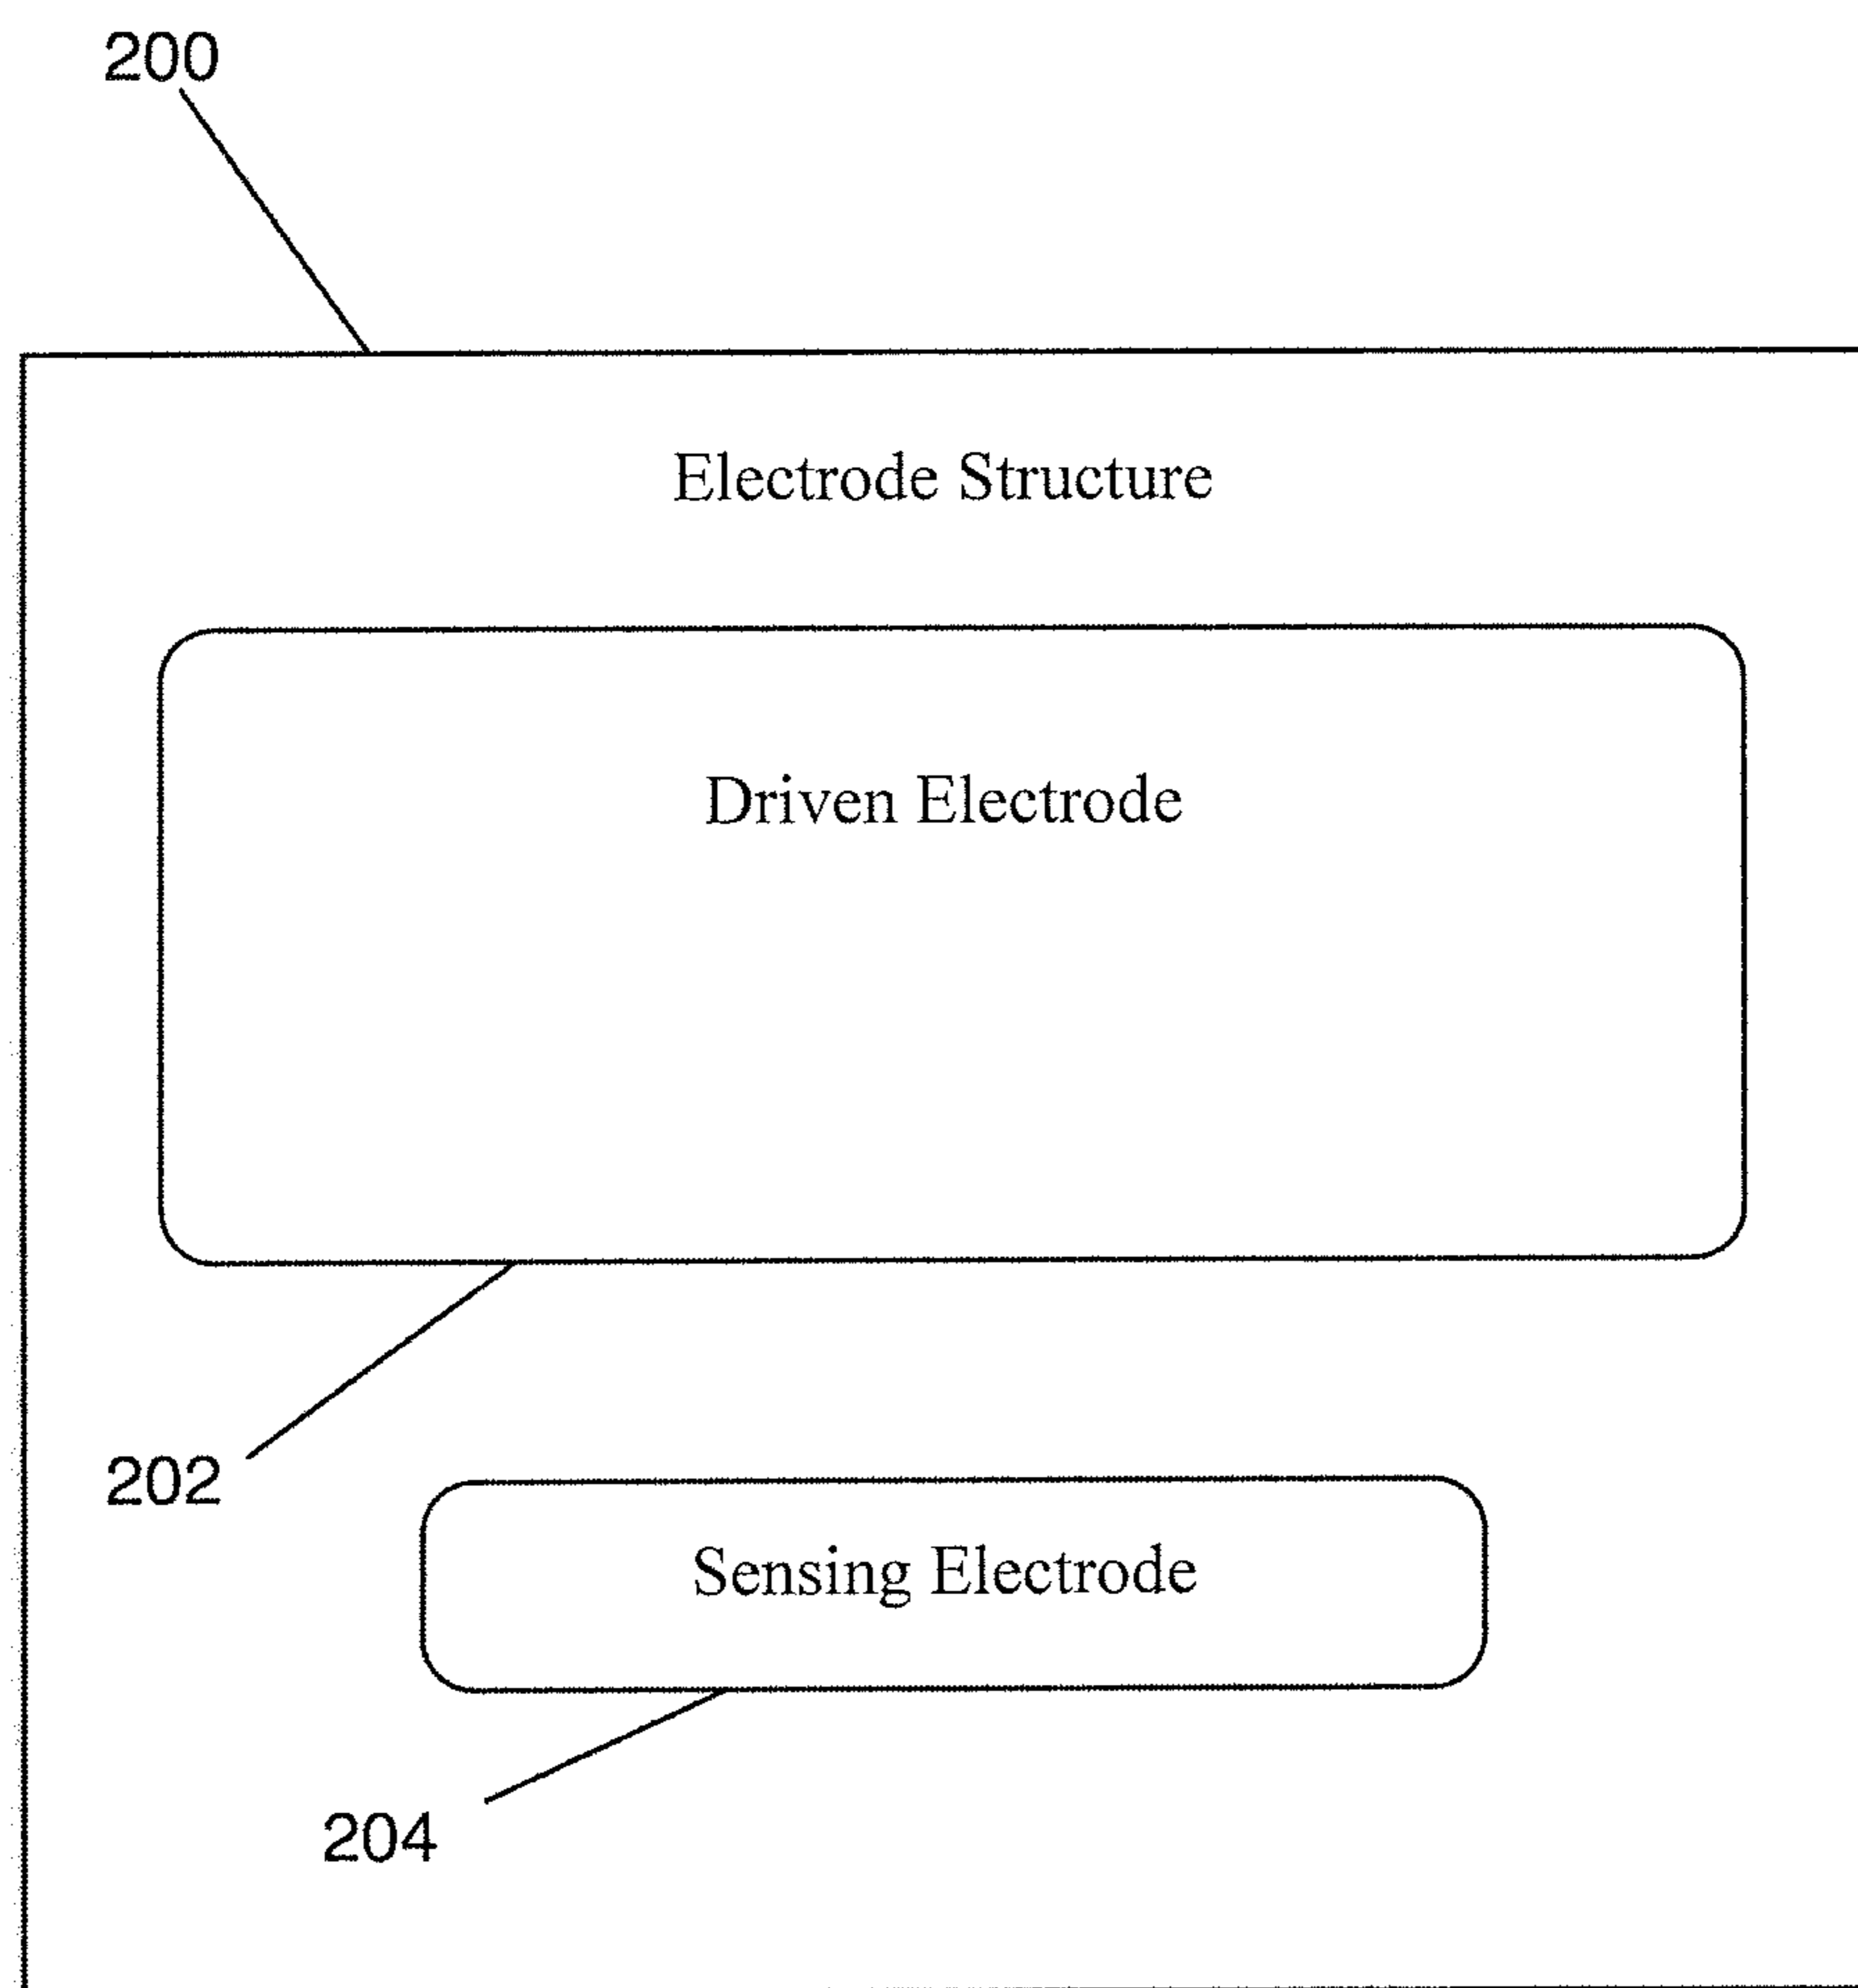 200
Electrode Structure
Driven Electrode
202
Sensing Electrode
204